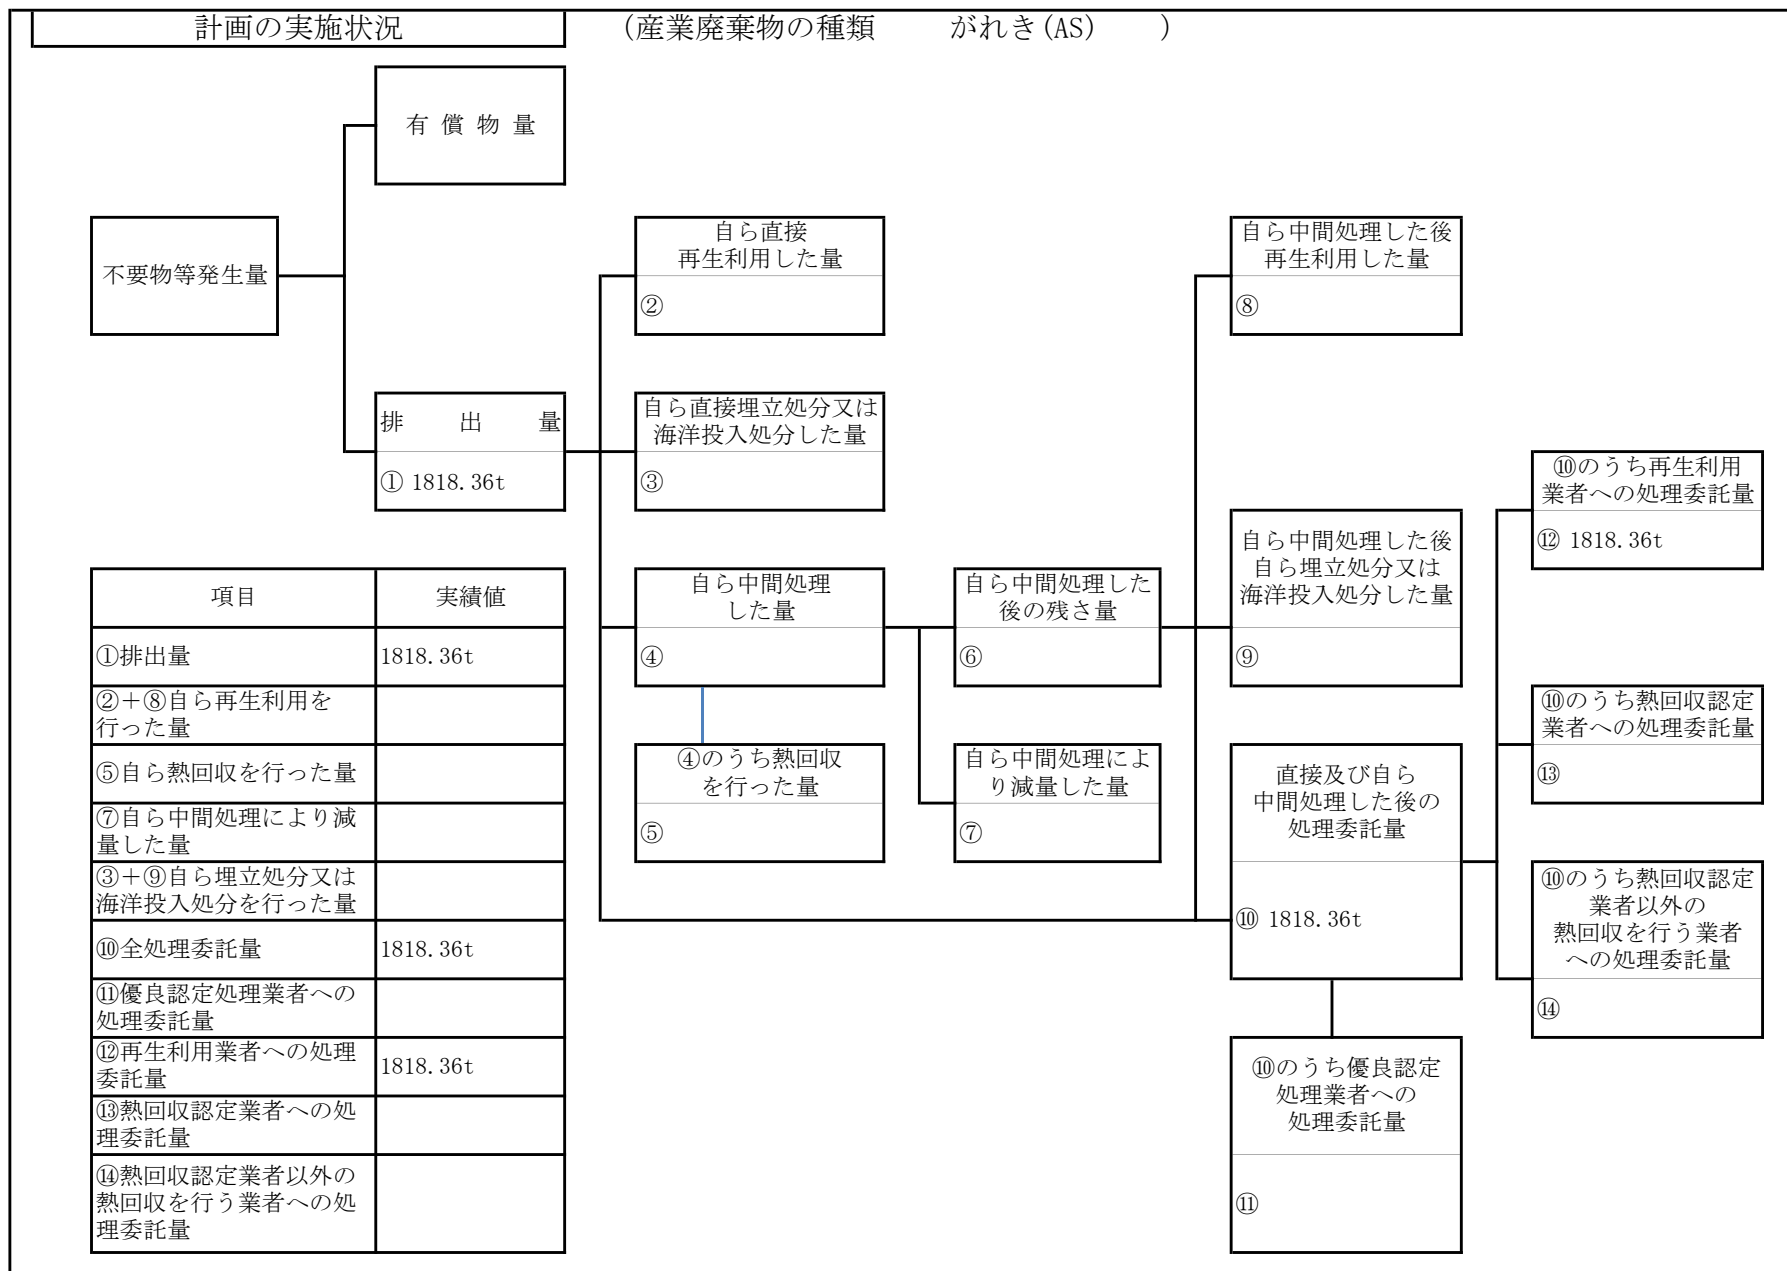 計画の実施状況
（産業廃棄物の種類　　がれき(AS)　　）
有 償 物 量
不要物等発生量
自ら直接
再生利用した量
②
自ら中間処理した後
再生利用した量
⑧
排　出　量
① 1818.36t
自ら直接埋立処分又は
海洋投入処分した量
③
⑩のうち再生利用
業者への処理委託量
⑫ 1818.36t
自ら中間処理した後
自ら埋立処分又は
海洋投入処分した量
⑨
自ら中間処理
した量
④
自ら中間処理した
後の残さ量
⑥
⑩のうち熱回収認定
業者への処理委託量
⑬
④のうち熱回収
を行った量
⑤
自ら中間処理によ
り減量した量
⑦
直接及び自ら
中間処理した後の
処理委託量
⑩ 1818.36t
⑩のうち熱回収認定
業者以外の
熱回収を行う業者
への処理委託量
⑭
⑩のうち優良認定
処理業者への
処理委託量
⑪
項目 実績値
①排出量 1818.36t
②＋⑧自ら再生利用を
行った量
⑤自ら熱回収を行った量
⑦自ら中間処理により減
量した量
③＋⑨自ら埋立処分又は
海洋投入処分を行った量
⑩全処理委託量 1818.36t
⑪優良認定処理業者への
処理委託量
⑫再生利用業者への処理
委託量 1818.36t
⑬熱回収認定業者への処
理委託量
⑭熱回収認定業者以外の
熱回収を行う業者への処
理委託量